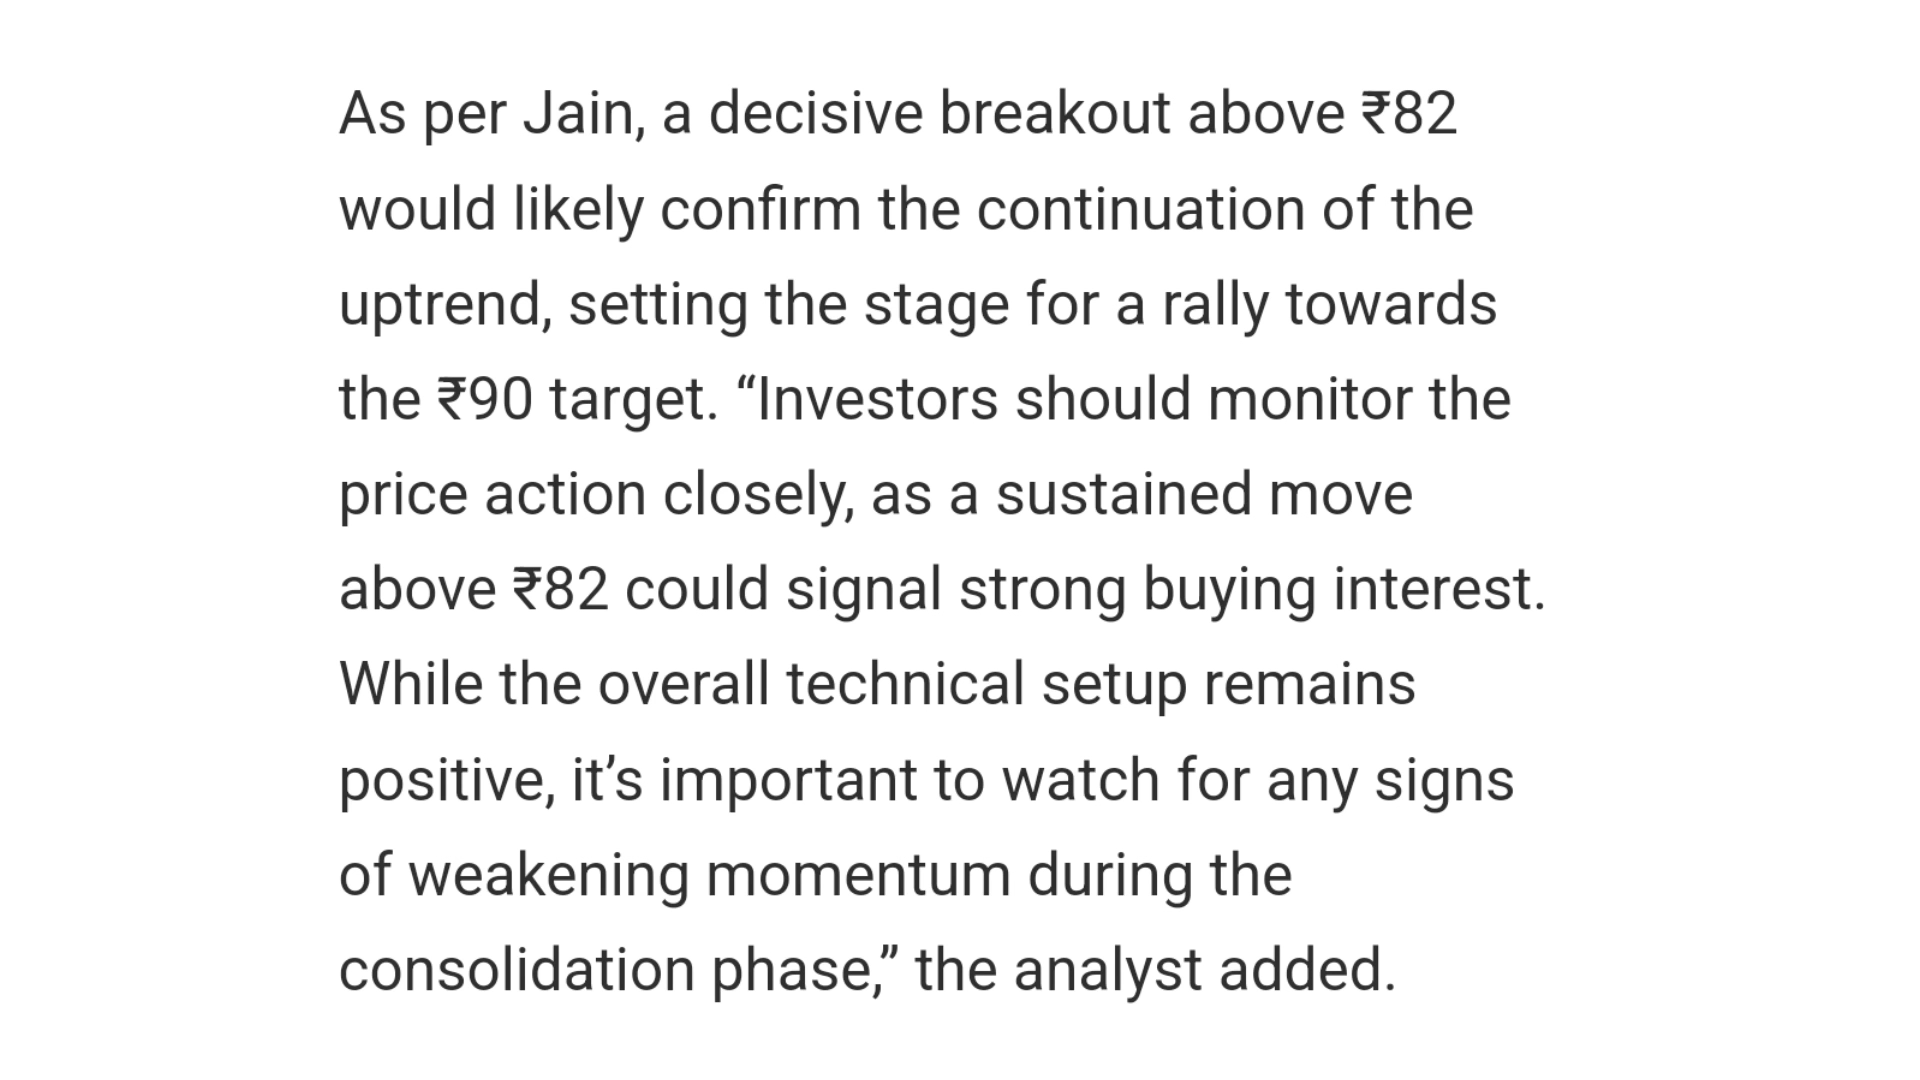 As per Jain, a decisive breakout above ₹82
would likely confirm the continuation of the
uptrend, setting the stage for a rally towards
the ₹90 target. “Investors should monitor the
price action closely, as a sustained move
above ₹82 could signal strong buying interest.
While the overall technical setup remains
positive, it’s important to watch for any signs
of weakening momentum during the
consolidation phase,” the analyst added.